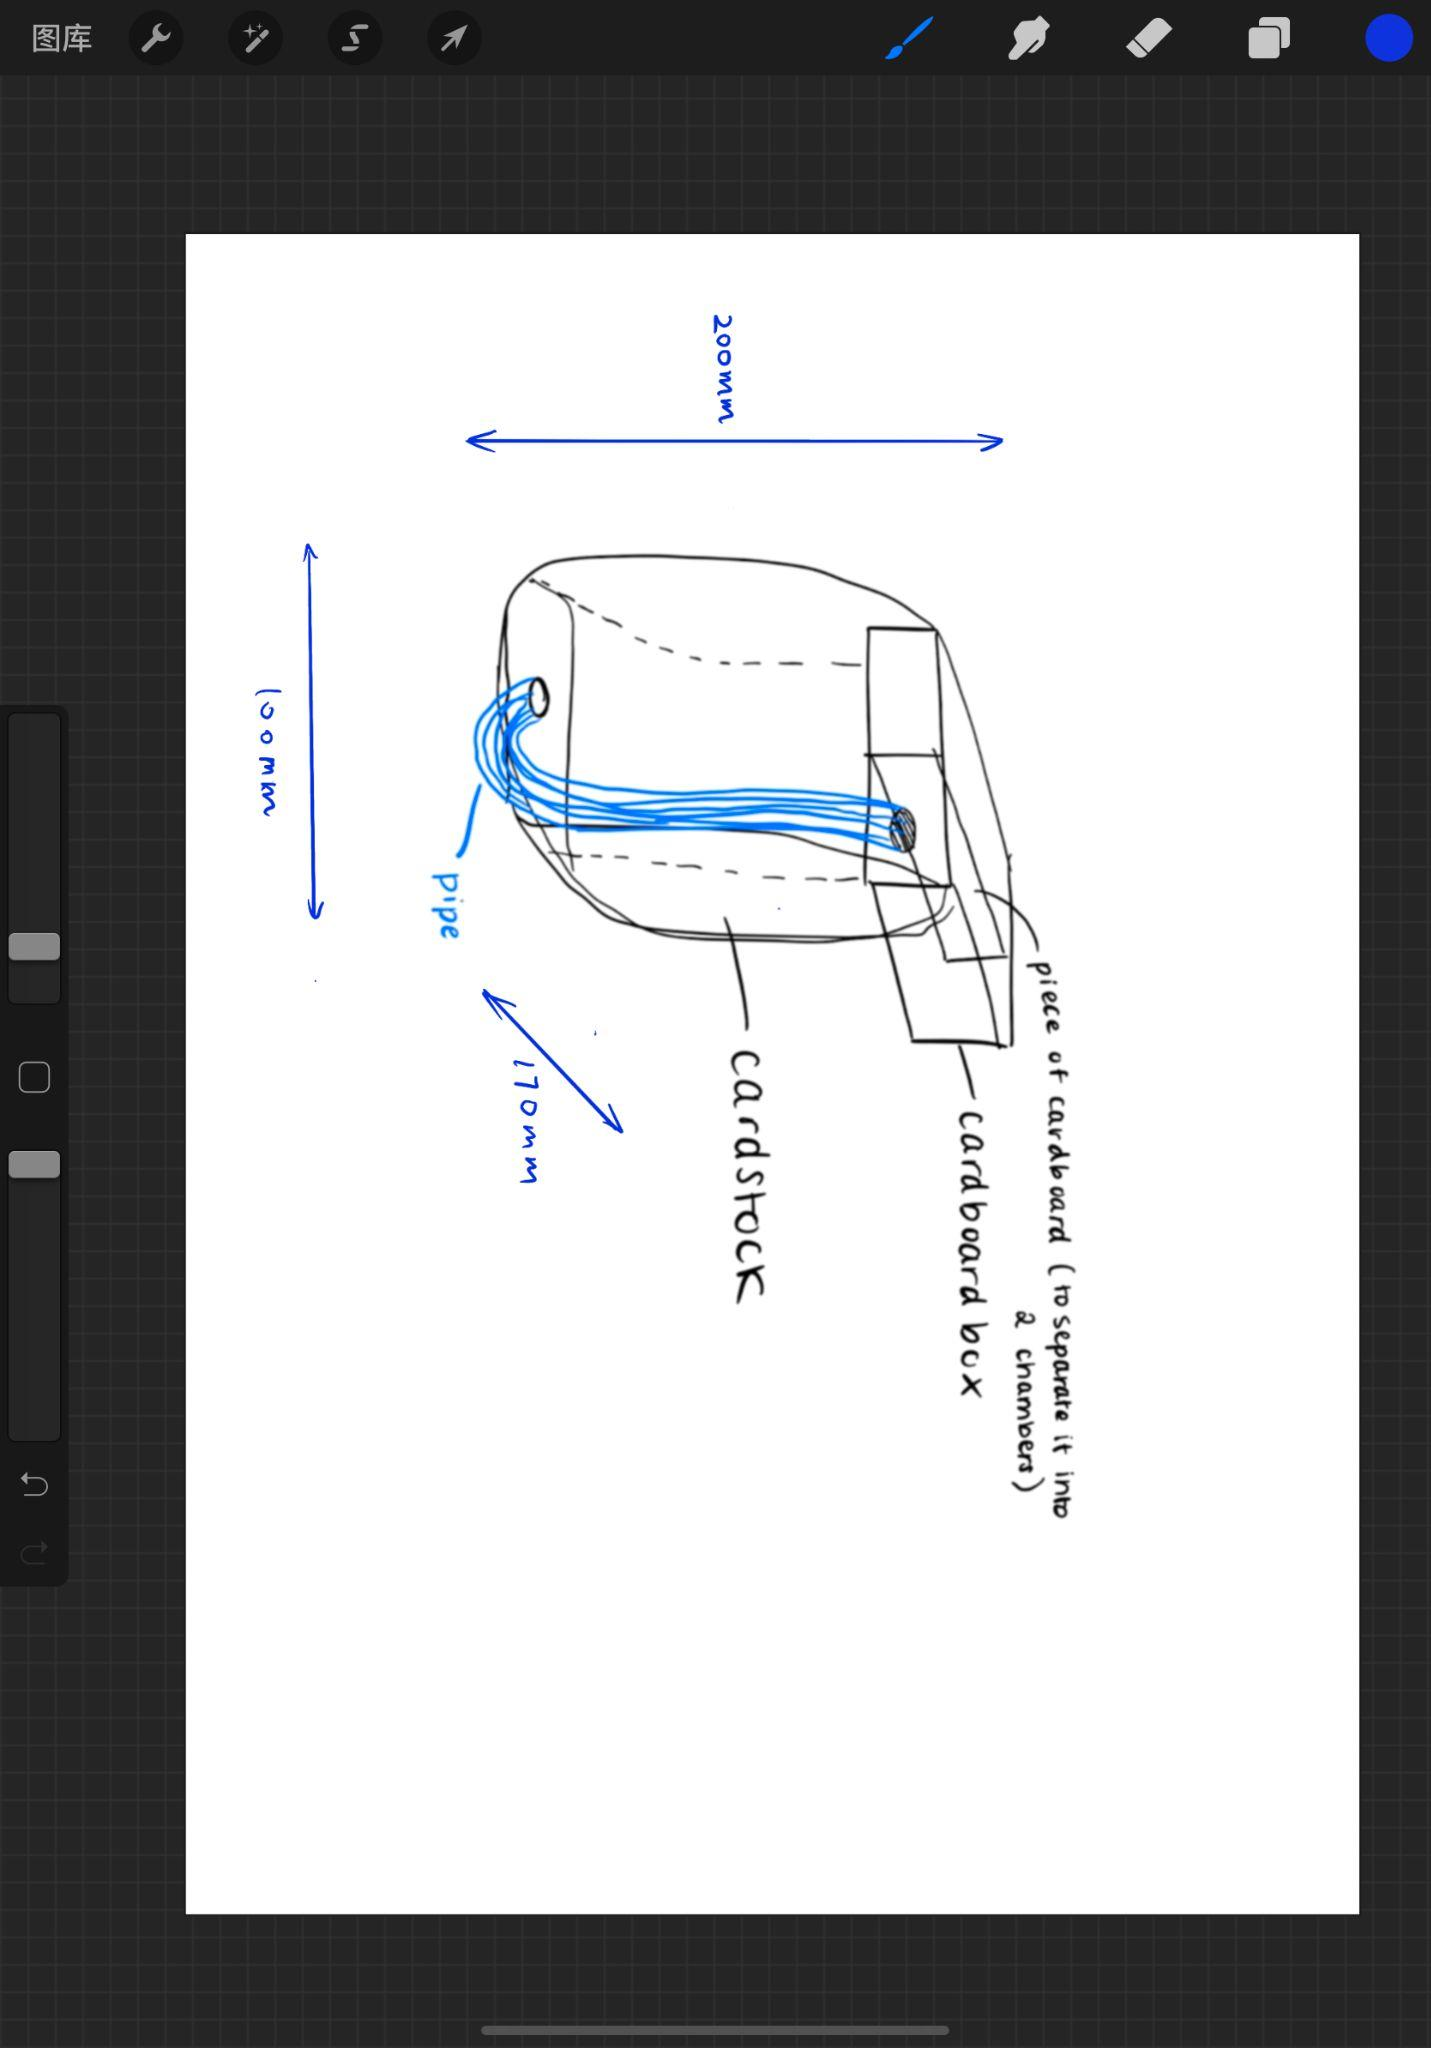 图库
200mm
100mm
pipe
170mm
cardstock
cardboard box
piece of cardboard (to separate it into
2 chambers)